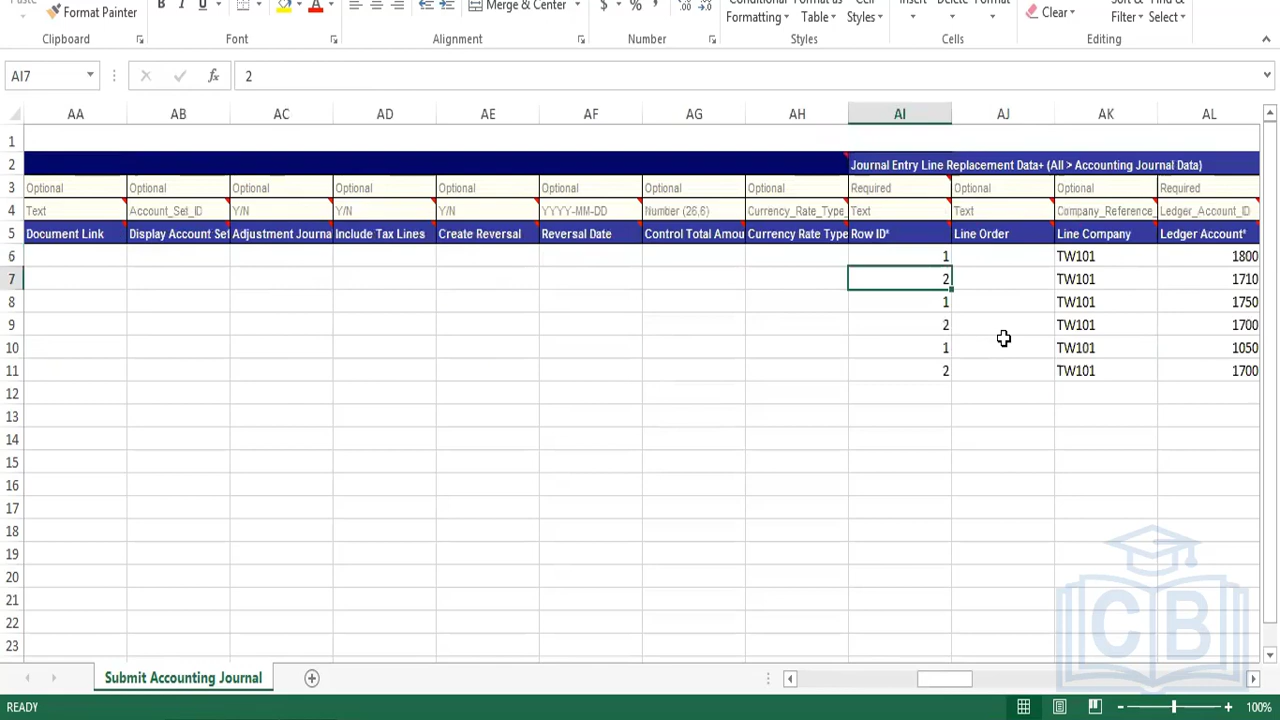 Paste
Format Painter
B I U A
Merge & Center
$ % ,
Conditional Format as Cell
Formatting Table Styles
Insert Delete Format
Clear
Sort & Find &
Filter Select
Clipboard Font Alignment Number Styles Cells Editing
AI7 fx 2
AA AB AC AD AE AF AG AH AI AJ AK AL
1
2 Journal Entry Line Replacement Data+ (All > Accounting Journal Data)
3 Optional Optional Optional Optional Optional Optional Optional Optional Required Optional Optional Required
4 Text Account_Set_ID Y/N Y/N Y/N YYYY-MM-DD Number (26,6) Currency_Rate_Type Text Text Company_Reference_ Ledger_Account_ID
5 Document Link Display Account Set Adjustment Journa Include Tax Lines Create Reversal Reversal Date Control Total Amou Currency Rate Type Row ID* Line Order Line Company Ledger Account*
6 1 TW101 1800
7 2 TW101 1710
8 1 TW101 1750
9 2 TW101 1700
10 1 TW101 1050
11 2 TW101 1700
12
13
14
15
16
17
18
19
20
21
22
23
CB
Submit Accounting Journal
READY 100%